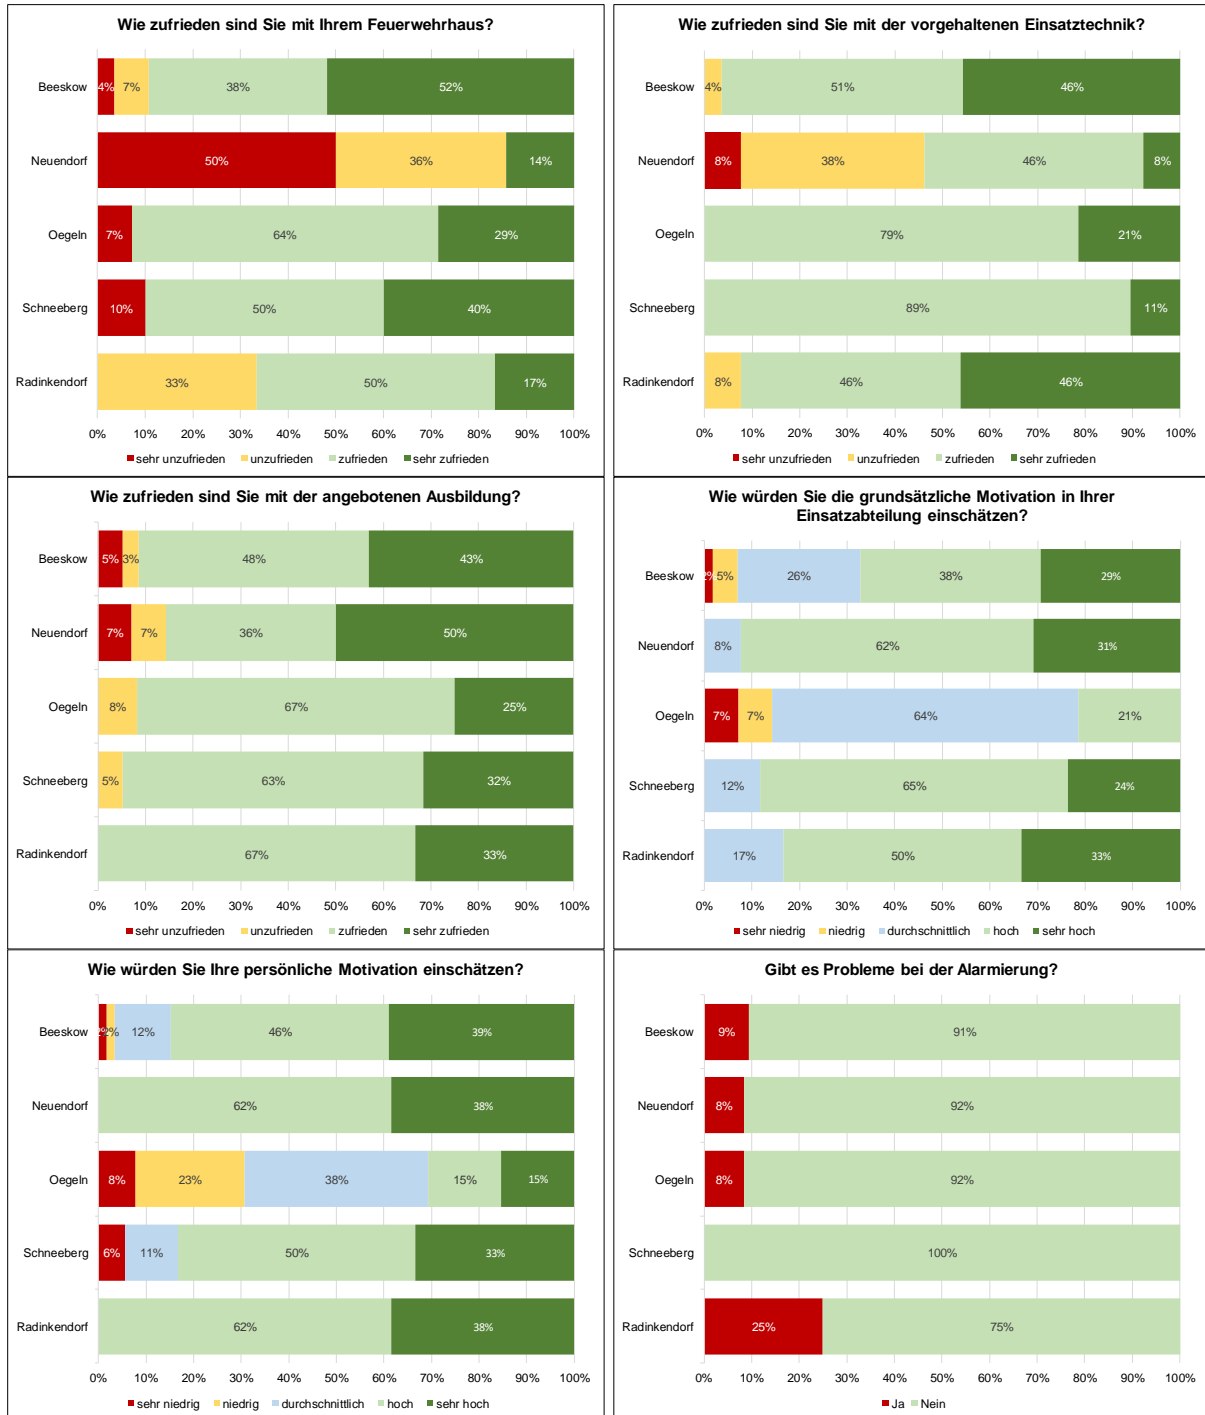 Wie zufrieden sind Sie mit Ihrem Feuerwehrhaus?
Beeskow 4% 7% 38% 52%
Neuendorf 50% 36% 14%
Oegeln 7% 64% 29%
Schneeberg 10% 50% 40%
Radinkendorf 33% 50% 17%
0% 10% 20% 30% 40% 50% 60% 70% 80% 90% 100%
sehr unzufrieden unzufrieden zufrieden sehr zufrieden
Wie zufrieden sind Sie mit der vorgehaltenen Einsatztechnik?
Beeskow 4% 51% 46%
Neuendorf 8% 38% 46% 8%
Oegeln 79% 21%
Schneeberg 89% 11%
Radinkendorf 8% 46% 46%
0% 10% 20% 30% 40% 50% 60% 70% 80% 90% 100%
sehr unzufrieden unzufrieden zufrieden sehr zufrieden
Wie zufrieden sind Sie mit der angebotenen Ausbildung?
Beeskow 5% 3% 48% 43%
Neuendorf 7% 7% 36% 50%
Oegeln 8% 67% 25%
Schneeberg 5% 63% 32%
Radinkendorf 67% 33%
0% 10% 20% 30% 40% 50% 60% 70% 80% 90% 100%
sehr unzufrieden unzufrieden zufrieden sehr zufrieden
Wie würden Sie die grundsätzliche Motivation in Ihrer
Einsatzabteilung einschätzen?
Beeskow 2% 5% 26% 38% 29%
Neuendorf 8% 62% 31%
Oegeln 7% 7% 64% 21%
Schneeberg 12% 65% 24%
Radinkendorf 17% 50% 33%
0% 10% 20% 30% 40% 50% 60% 70% 80% 90% 100%
sehr niedrig niedrig durchschnittlich hoch sehr hoch
Wie würden Sie Ihre persönliche Motivation einschätzen?
Beeskow 2% 2% 12% 46% 39%
Neuendorf 62% 38%
Oegeln 8% 23% 38% 15% 15%
Schneeberg 6% 11% 50% 33%
Radinkendorf 62% 38%
0% 10% 20% 30% 40% 50% 60% 70% 80% 90% 100%
sehr niedrig niedrig durchschnittlich hoch sehr hoch
Gibt es Probleme bei der Alarmierung?
Beeskow 9% 91%
Neuendorf 8% 92%
Oegeln 8% 92%
Schneeberg 100%
Radinkendorf 25% 75%
0% 10% 20% 30% 40% 50% 60% 70% 80% 90% 100%
Ja Nein